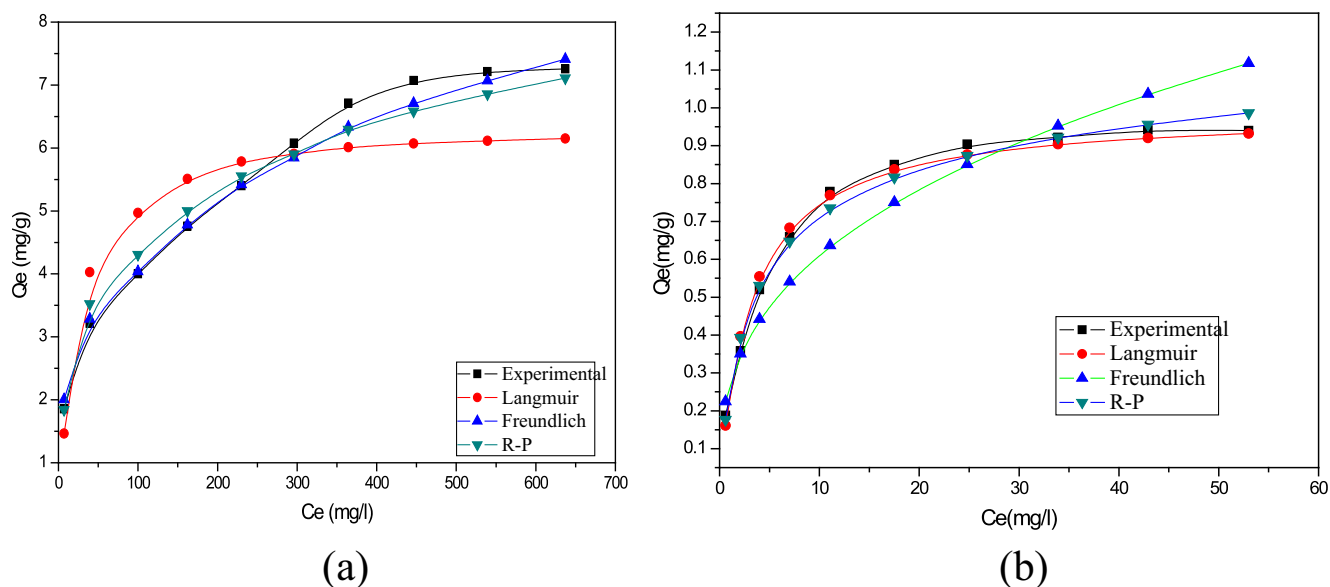 8
7
6
5
4
3
2
1
Qe (mg/g)
0 100 200 300 400 500 600 700
Ce (mg/l)
Experimental
Langmuir
Freundlich
R-P
(a)
1.2
1.1
1.0
0.9
0.8
0.7
0.6
0.5
0.4
0.3
0.2
0.1
Qe(mg/g)
0 10 20 30 40 50 60
Ce(mg/l)
Experimental
Langmuir
Freundlich
R-P
(b)